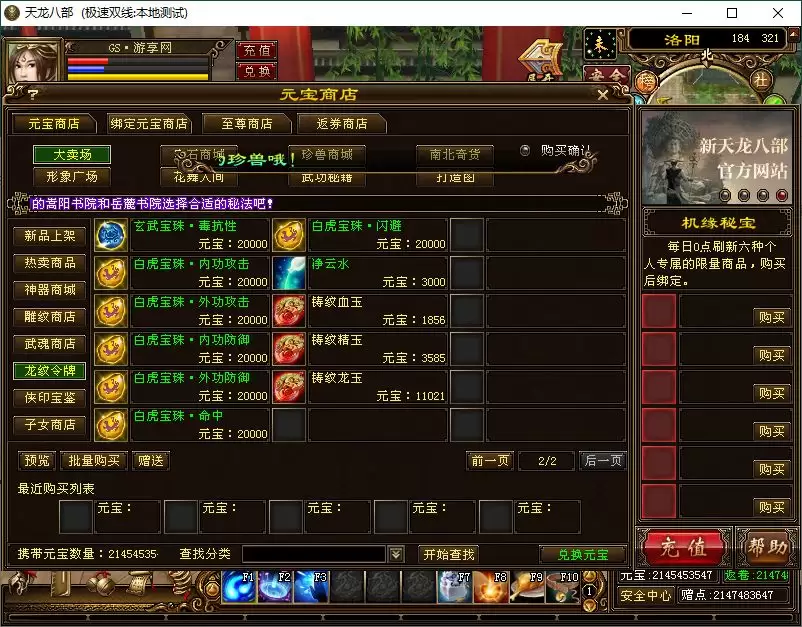 天龙八部 (极速双线:本地测试)
GS·游享网
充值
兑换
未
洛阳
184 321
北
安全
榜
社
?
元宝商店
元宝商店
绑定元宝商店
至尊商店
返券商店
大卖场
珍兽哦!
珍兽商城
南北奇货
购买确认
形象广场
花舞人间
武功秘籍
打造图
的嵩阳书院和岳麓书院选择合适的秘法吧!
新品上架
热卖商品
神器商城
雕纹商店
武魂商店
龙纹令牌
侠印宝鉴
子女商店
玄武宝珠·毒抗性
元宝:20000
白虎宝珠·闪避
元宝:20000
白虎宝珠·内功攻击
元宝:20000
净云水
元宝:3000
白虎宝珠·外功攻击
元宝:20000
铸纹血玉
元宝:1856
白虎宝珠·内功防御
元宝:20000
铸纹精玉
元宝:3585
白虎宝珠·外功防御
元宝:20000
铸纹龙玉
元宝:11021
白虎宝珠·命中
元宝:20000
预览
批量购买
赠送
前一页
2/2
后一页
最近购买列表
元宝:
元宝:
元宝:
元宝:
元宝:
携带元宝数量:21454535
查找分类
开始查找
兑换元宝
新天龙八部
官方网站
机缘秘宝
每日0点刷新六种个
人专属的限量商品,购买
后绑定。
购买
购买
购买
购买
购买
购买
充值
帮助
F1
F2
F3
F7
F8
F9
F10
1
元宝:2145453547
返卷:21474
安全中心
赠点:2147483647